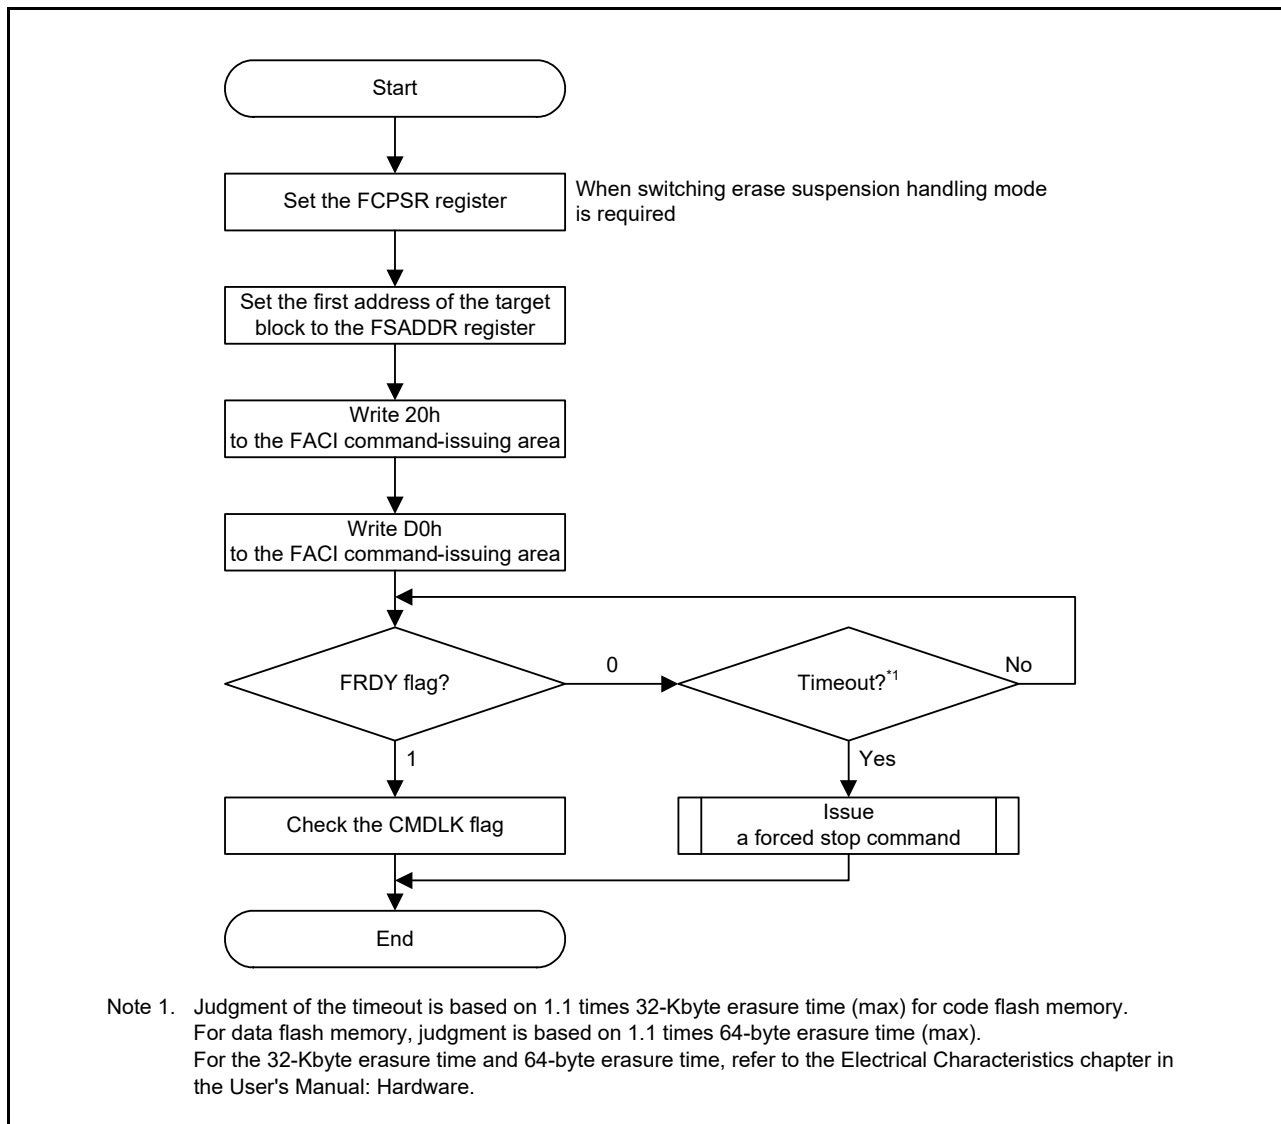 Start
Set the FCPSR register
When switching erase suspension handling mode
is required
Set the first address of the target
block to the FSADDR register
Write 20h
to the FACI command-issuing area
Write D0h
to the FACI command-issuing area
FRDY flag?
0
Timeout?*1
No
1
Yes
Check the CMDLK flag
Issue
a forced stop command
End
Note 1. Judgment of the timeout is based on 1.1 times 32-Kbyte erasure time (max) for code flash memory.
For data flash memory, judgment is based on 1.1 times 64-byte erasure time (max).
For the 32-Kbyte erasure time and 64-byte erasure time, refer to the Electrical Characteristics chapter in
the User's Manual: Hardware.